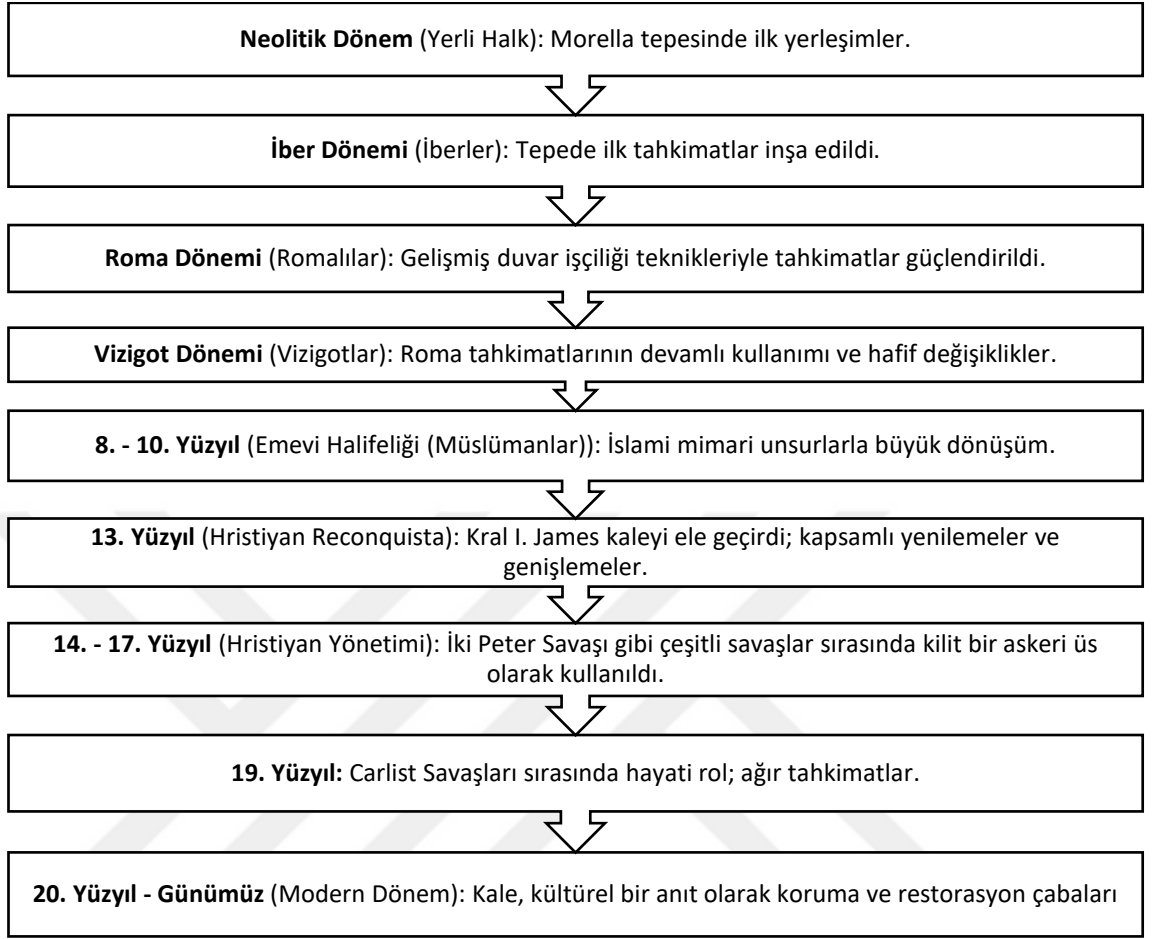 Neolitik Dönem (Yerli Halk): Morella tepesinde ilk yerleşimler.
İber Dönemi (İberler): Tepede ilk tahkimatlar inşa edildi.
Roma Dönemi (Romalılar): Gelişmiş duvar işçiliği teknikleriyle tahkimatlar güçlendirildi.
Vizigot Dönemi (Vizigotlar): Roma tahkimatlarının devamlı kullanımı ve hafif değişiklikler.
8. - 10. Yüzyıl (Emevi Halifeliği (Müslümanlar)): İslami mimari unsurlarla büyük dönüşüm.
13. Yüzyıl (Hristiyan Reconquista): Kral I. James kaleyi ele geçirdi; kapsamlı yenilemeler ve
genişlemeler.
14. - 17. Yüzyıl (Hristiyan Yönetimi): İki Peter Savaşı gibi çeşitli savaşlar sırasında kilit bir askeri üs
olarak kullanıldı.
19. Yüzyıl: Carlist Savaşları sırasında hayati rol; ağır tahkimatlar.
20. Yüzyıl - Günümüz (Modern Dönem): Kale, kültürel bir anıt olarak koruma ve restorasyon çabaları